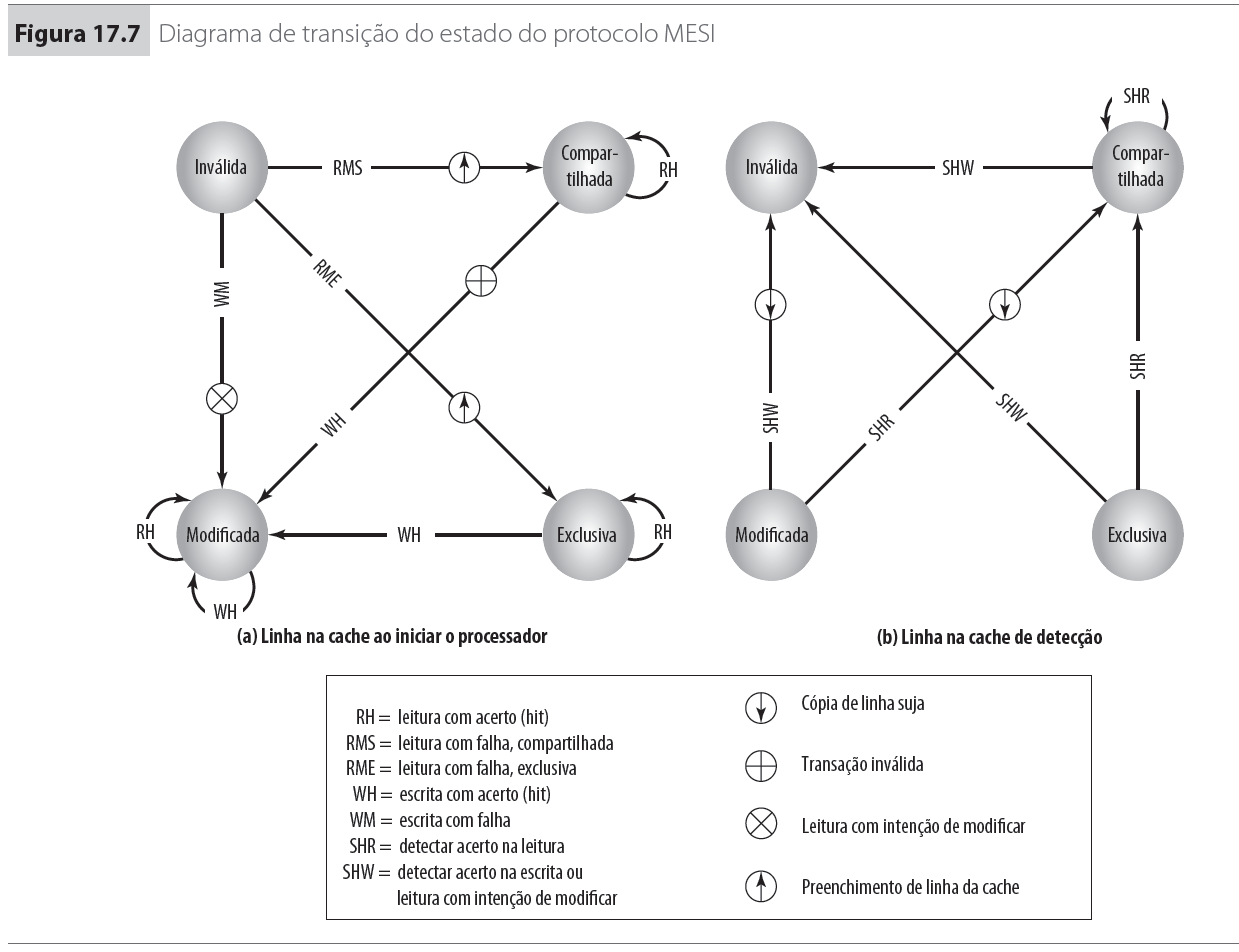 Figura 17.7 Diagrama de transição do estado do protocolo MESI
Inválida
RMS
Compar-
tilhada
RH
WM
RME
WH
RH
Modificada
WH
WH
Exclusiva
RH
(a) Linha na cache ao iniciar o processador
SHR
Inválida
SHW
Compar-
tilhada
SHW
SHR
SHW
SHR
Modificada
Exclusiva
(b) Linha na cache de detecção
RH = leitura com acerto (hit)
RMS = leitura com falha, compartilhada
RME = leitura com falha, exclusiva
WH = escrita com acerto (hit)
WM = escrita com falha
SHR = detectar acerto na leitura
SHW = detectar acerto na escrita ou
leitura com intenção de modificar
Cópia de linha suja
Transação inválida
Leitura com intenção de modificar
Preenchimento de linha da cache